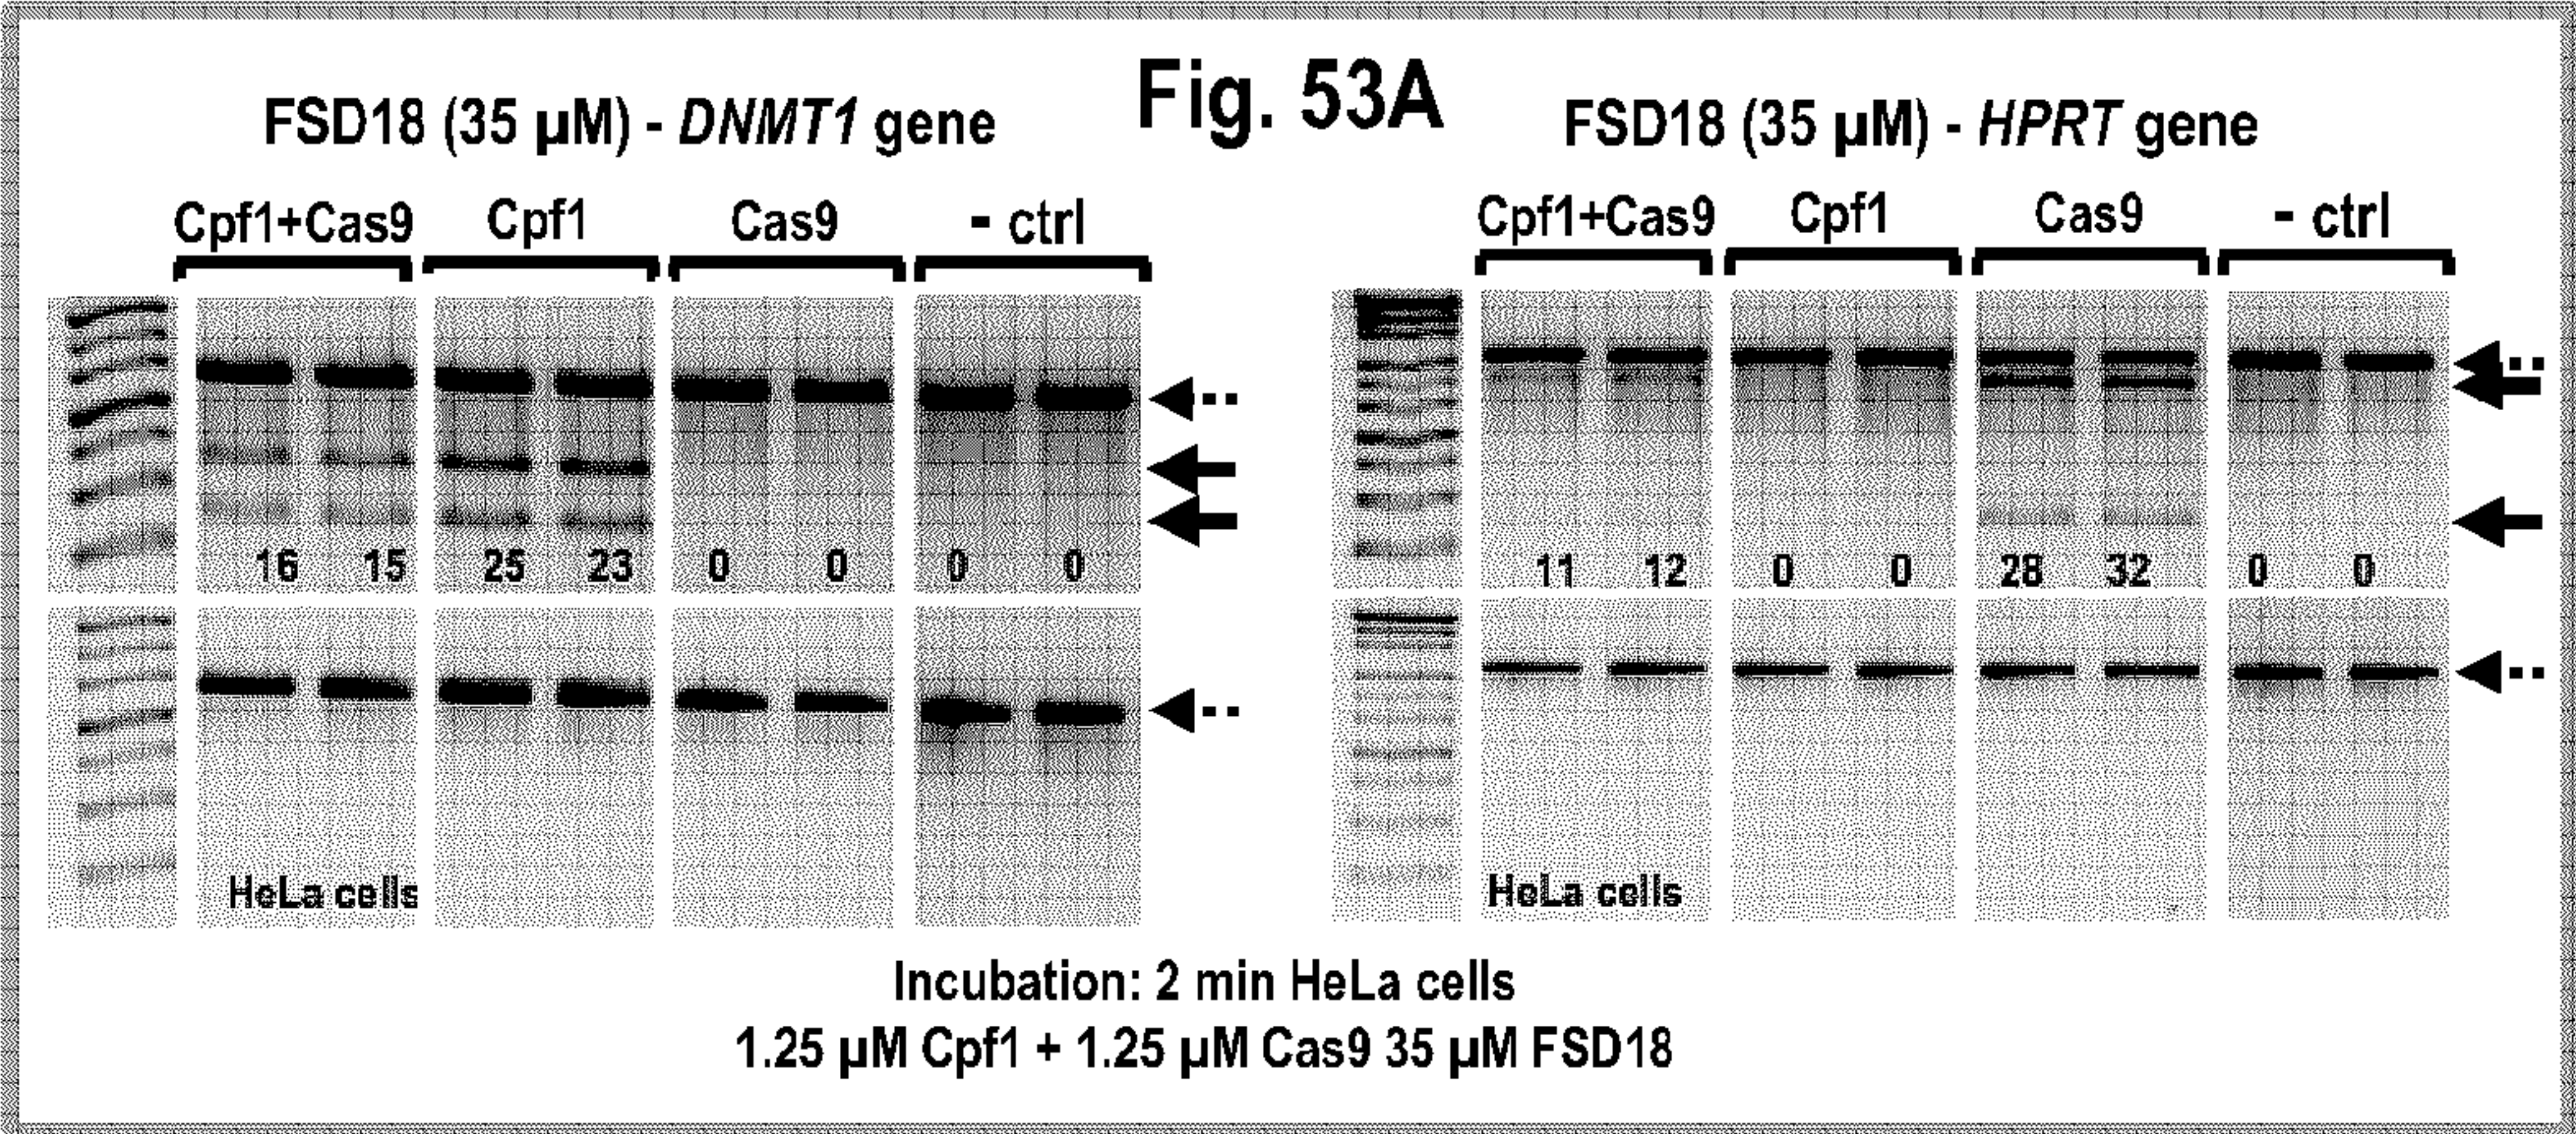 Fig. 53A
FSD18 (35 µM) - DNMT1 gene
Cpf1+Cas9 Cpf1 Cas9 - ctrl
16 15 25 23 0 0 0 0
HeLa cells
FSD18 (35 µM) - HPRT gene
Cpf1+Cas9 Cpf1 Cas9 - ctrl
11 12 0 0 28 32 0 0
HeLa cells
Incubation: 2 min HeLa cells
1.25 µM Cpf1 + 1.25 µM Cas9 35 µM FSD18